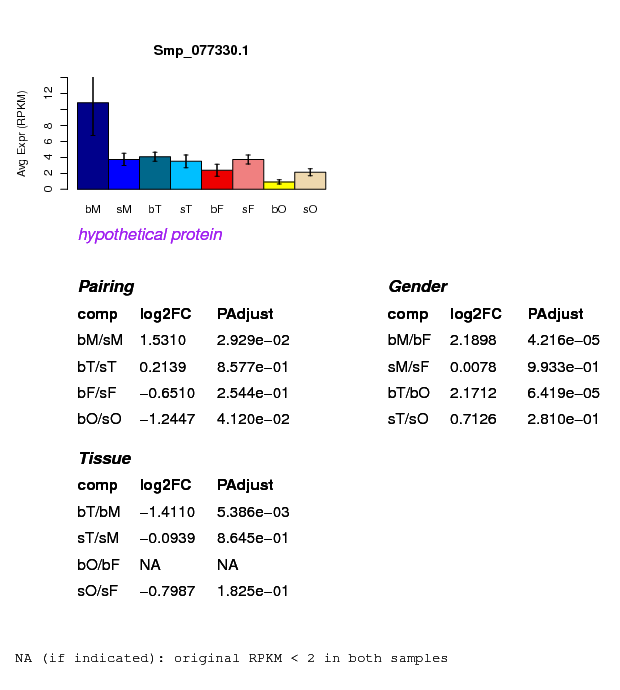 Smp_077330.1
Avg Expr (RPKM)
0 2 4 6 8 12
bM sM bT sT bF sF bO sO
hypothetical protein
Pairing
comp log2FC PAdjust
bM/sM 1.5310 2.929e−02
bT/sT 0.2139 8.577e−01
bF/sF −0.6510 2.544e−01
bO/sO −1.2447 4.120e−02
Gender
comp log2FC PAdjust
bM/bF 2.1898 4.216e−05
sM/sF 0.0078 9.933e−01
bT/bO 2.1712 6.419e−05
sT/sO 0.7126 2.810e−01
Tissue
comp log2FC PAdjust
bT/bM −1.4110 5.386e−03
sT/sM −0.0939 8.645e−01
bO/bF NA NA
sO/sF −0.7987 1.825e−01
NA (if indicated): original RPKM < 2 in both samples